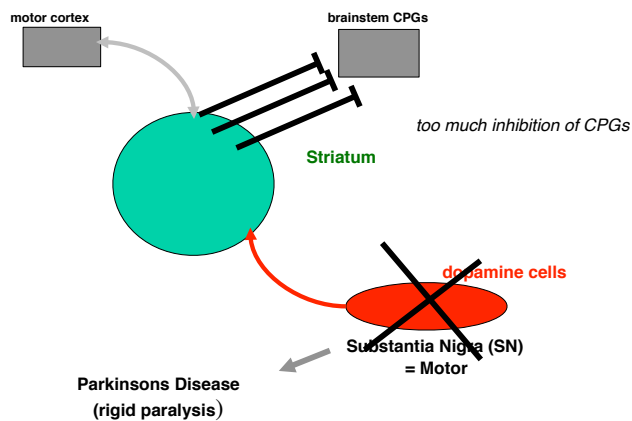 motor cortex
brainstem CPGs
too much inhibition of CPGs
Striatum
dopamine cells
Substantia Nigra (SN)
= Motor
Parkinsons Disease
(rigid paralysis)